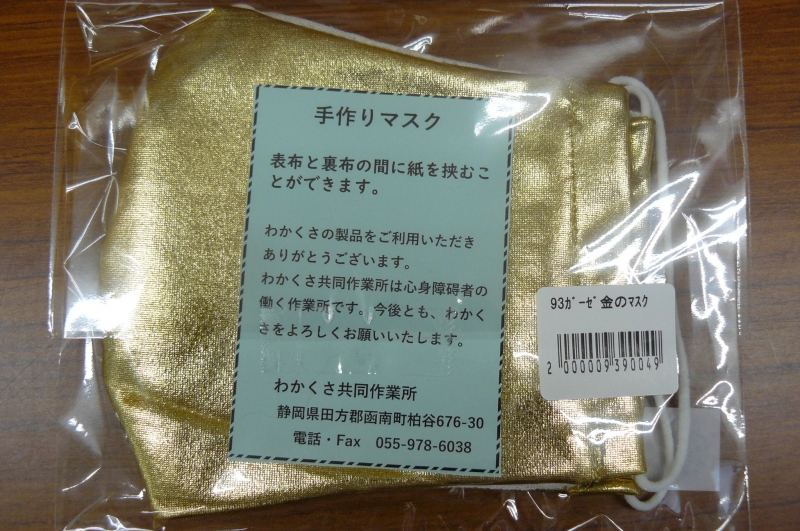 手作りマスク
表布と裏布の間に紙を挟むこ
とができます。
わかくさの製品をご利用いただき
ありがとうございます。
わかくさ共同作業所は心身障碍者の
働く作業所です。今後とも、わかく
さをよろしくお願いいたします。
わかくさ共同作業所
静岡県田方郡函南町柏谷676-30
電話・Fax 055-978-6038
93ｶﾞｰｾﾞ金のﾏｽｸ
2 000009 390049